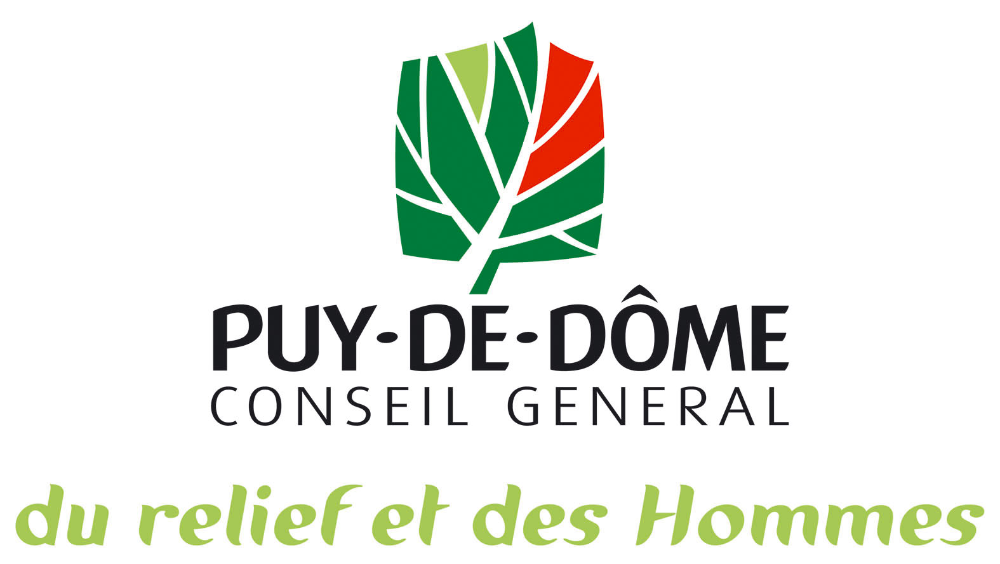 PUY-DE-DÔME
CONSEIL GENERAL
du relief et des Hommes